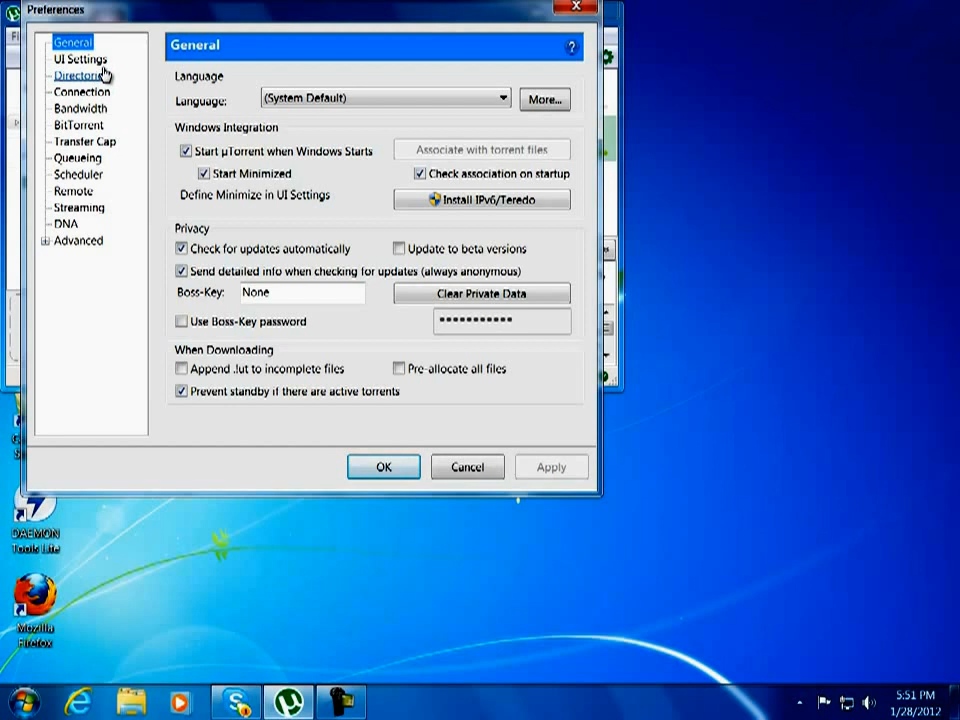 Preferences
General
UI Settings
Directorie
Connection
Bandwidth
BitTorrent
Transfer Cap
Queueing
Scheduler
Remote
Streaming
DNA
Advanced
General
Language
Language: (System Default) More...
Windows Integration
Start µTorrent when Windows Starts Associate with torrent files
Start Minimized Check association on startup
Define Minimize in UI Settings Install IPv6/Teredo
Privacy
Check for updates automatically Update to beta versions
Send detailed info when checking for updates (always anonymous)
Boss-Key: None Clear Private Data
Use Boss-Key password
When Downloading
Append .!ut to incomplete files Pre-allocate all files
Prevent standby if there are active torrents
OK Cancel Apply
DAEMON
Tools Lite
Mozilla
Firefox
5:51 PM
1/28/2012